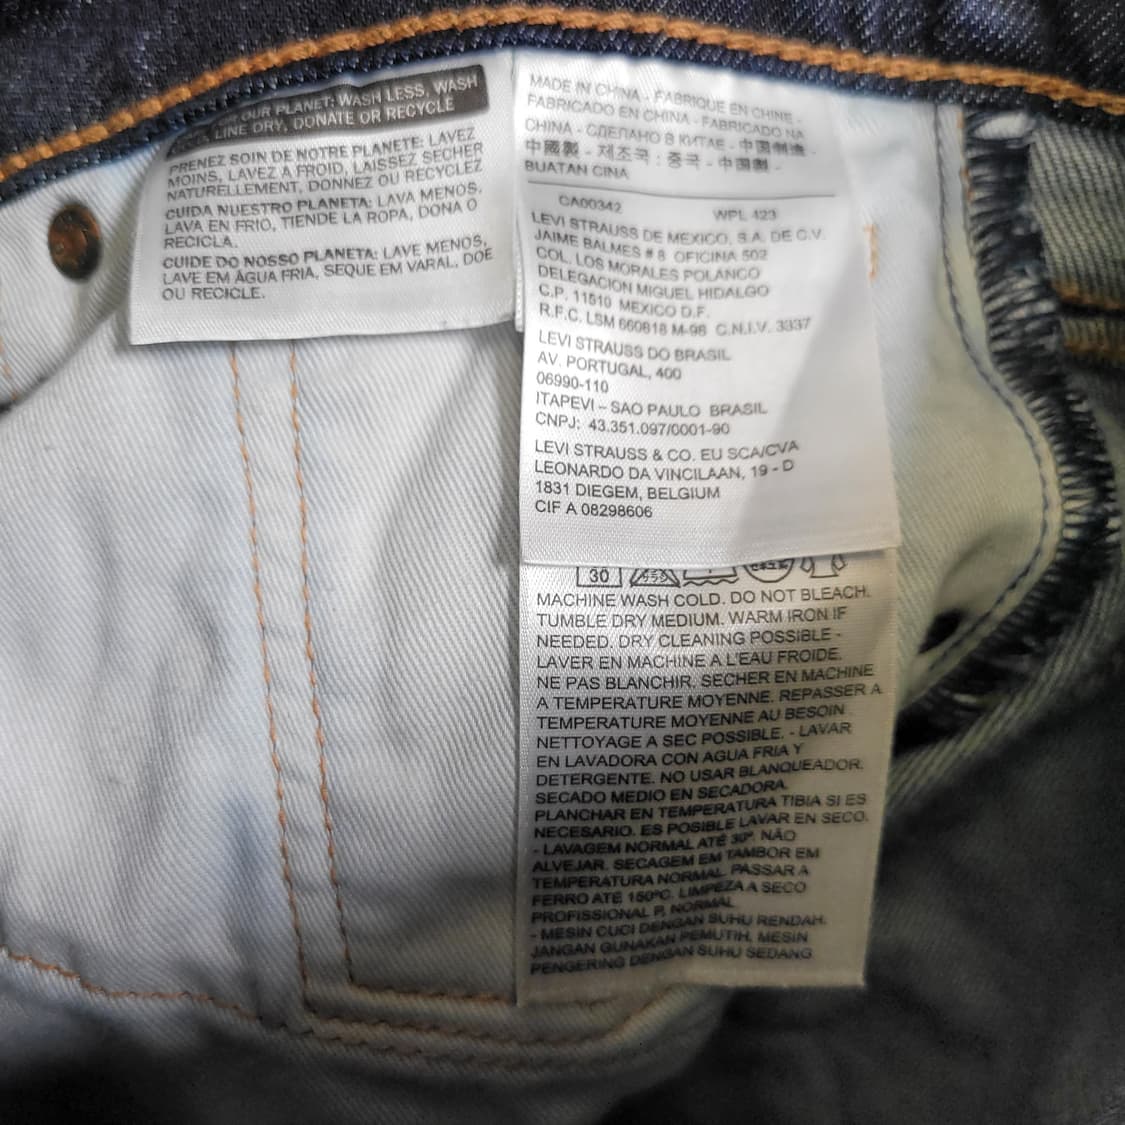 OUR PLANET: WASH LESS, WASH
LINE DRY, DONATE OR RECYCLE
PRENEZ SOIN DE NOTRE PLANETE: LAVEZ
MOINS, LAVEZ A FROID, LAISSEZ SECHER
NATURELLEMENT, DONNEZ OU RECYCLEZ
CUIDA NUESTRO PLANETA: LAVA MENOS,
LAVA EN FRIO, TIENDE LA ROPA, DONA O
RECICLA.
CUIDE DO NOSSO PLANETA: LAVE MENOS,
LAVE EM ÁGUA FRIA, SEQUE EM VARAL, DOE
OU RECICLE.
MADE IN CHINA - FABRIQUE EN CHINE -
FABRICADO EN CHINA - FABRICADO NA
CHINA - СДЕЛАНО В КИТАЕ - 中国制造 -
中國製 - 제조국 : 중국 - 中国製 -
BUATAN CINA
CA00342 WPL 423
LEVI STRAUSS DE MEXICO, S.A. DE C.V.
JAIME BALMES # 8 OFICINA 502
COL. LOS MORALES POLANCO
DELEGACION MIGUEL HIDALGO
C.P. 11510 MEXICO D.F.
R.F.C. LSM 660818 M-96 C.N.I.V. 3337
LEVI STRAUSS DO BRASIL
AV. PORTUGAL, 400
06990-110
ITAPEVI – SAO PAULO BRASIL
CNPJ: 43.351.097/0001-90
LEVI STRAUSS & CO. EU SCA/CVA
LEONARDO DA VINCILAAN, 19 - D
1831 DIEGEM, BELGIUM
CIF A 08298606
30
MACHINE WASH COLD. DO NOT BLEACH.
TUMBLE DRY MEDIUM. WARM IRON IF
NEEDED. DRY CLEANING POSSIBLE -
LAVER EN MACHINE A L'EAU FROIDE.
NE PAS BLANCHIR. SECHER EN MACHINE
A TEMPERATURE MOYENNE. REPASSER A
TEMPERATURE MOYENNE AU BESOIN.
NETTOYAGE A SEC POSSIBLE. - LAVAR
EN LAVADORA CON AGUA FRIA Y
DETERGENTE. NO USAR BLANQUEADOR.
SECADO MEDIO EN SECADORA.
PLANCHAR EN TEMPERATURA TIBIA SI ES
NECESARIO. ES POSIBLE LAVAR EN SECO.
- LAVAGEM NORMAL ATÉ 30º. NÃO
ALVEJAR. SECAGEM EM TAMBOR EM
TEMPERATURA NORMAL. PASSAR A
FERRO ATÉ 150ºC. LIMPEZA A SECO
PROFISSIONAL P, NORMAL
- MESIN CUCI DENGAN SUHU RENDAH.
JANGAN GUNAKAN PEMUTIH. MESIN
PENGERING DENGAN SUHU SEDANG